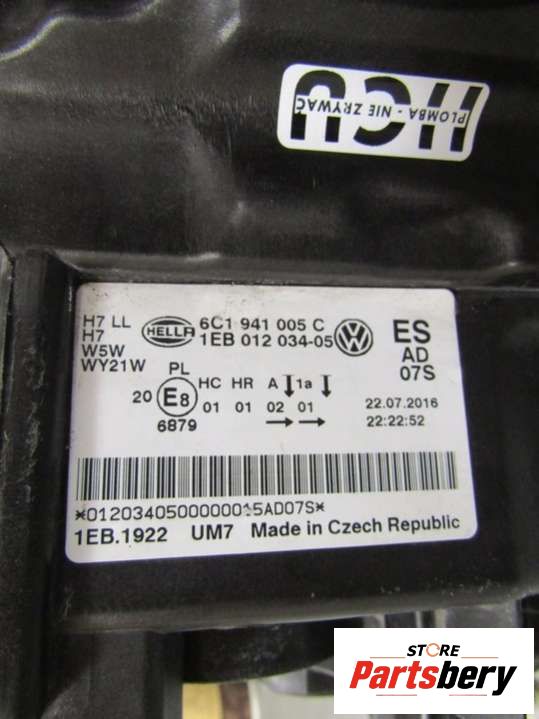 HCU
PLOMBA - NIE ZRYWAĆ
H7 LL
H7
W5W
WY21W
HELLA
6C1 941 005 C
1EB 012 034-05
VW
ES
AD
07S
PL
20 E8
6879
HC HR A 1a
01 01 02 01
22.07.2016
22:22:52
*01203405000000015AD07S*
1EB.1922 UM7 Made in Czech Republic
STORE
Partsbery